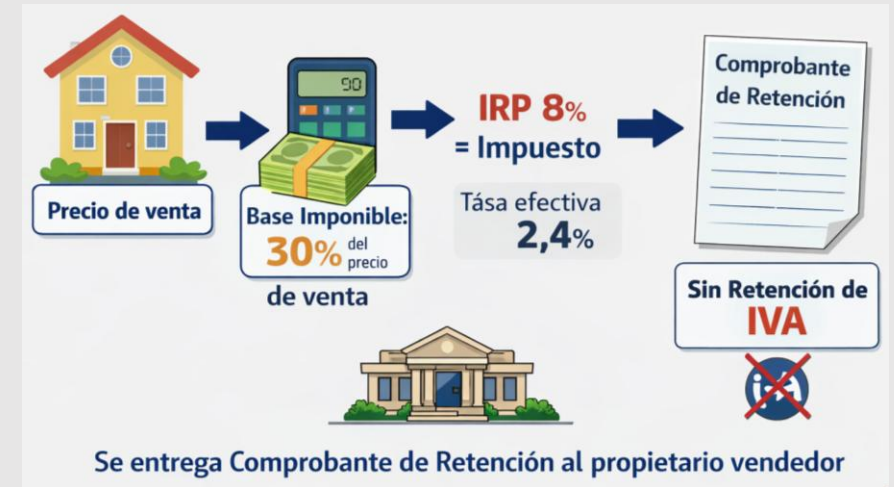 Precio de venta
90
Base Imponible:
30% del precio
de venta
IRP 8%
= Impuesto
Tása efectiva
2,4%
Comprobante
de Retención
Sin Retención de
IVA
Se entrega Comprobante de Retención al propietario vendedor